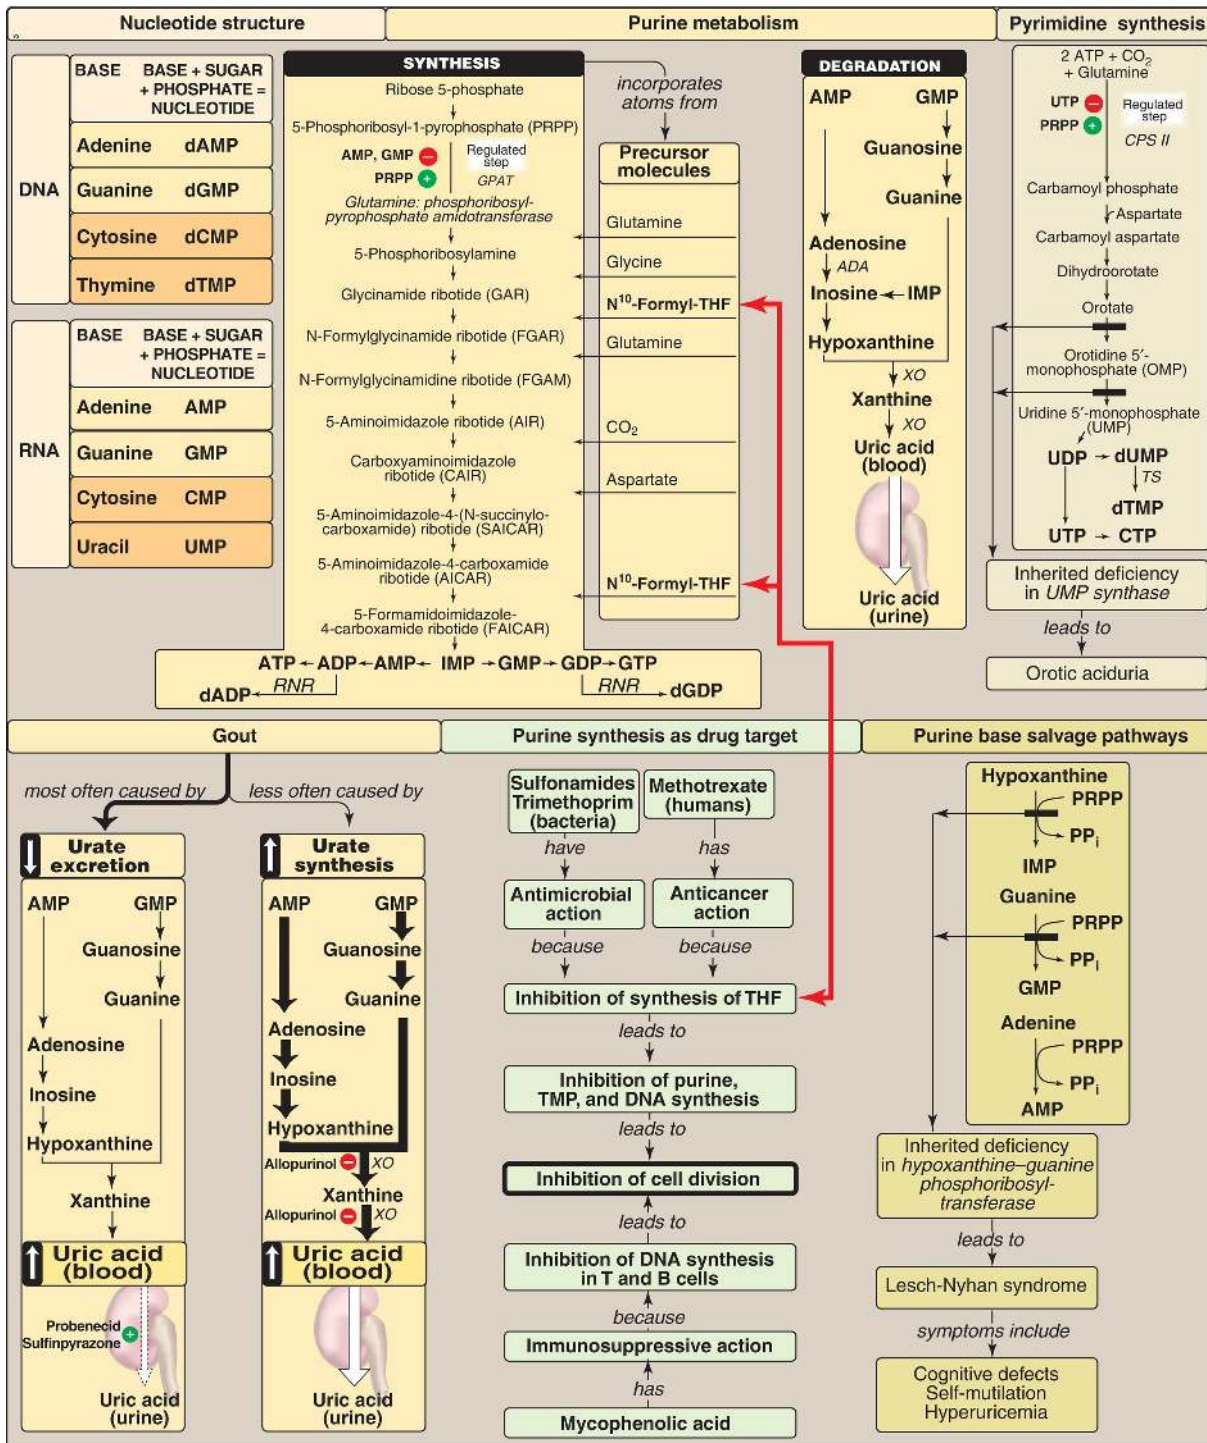 Nucleotide structure
Purine metabolism
Pyrimidine synthesis
DNA
BASE
BASE + SUGAR
+ PHOSPHATE =
NUCLEOTIDE
Adenine dAMP
Guanine dGMP
Cytosine dCMP
Thymine dTMP
RNA
BASE
BASE + SUGAR
+ PHOSPHATE =
NUCLEOTIDE
Adenine AMP
Guanine GMP
Cytosine CMP
Uracil UMP
SYNTHESIS
Ribose 5-phosphate
5-Phosphoribosyl-1-pyrophosphate (PRPP)
AMP, GMP −
PRPP +
Regulated
step
GPAT
Glutamine: phosphoribosyl-
pyrophosphate amidotransferase
5-Phosphoribosylamine
Glycinamide ribotide (GAR)
N-Formylglycinamide ribotide (FGAR)
N-Formylglycinamidine ribotide (FGAM)
5-Aminoimidazole ribotide (AIR)
Carboxyaminoimidazole
ribotide (CAIR)
5-Aminoimidazole-4-(N-succinylo-
carboxamide) ribotide (SAICAR)
5-Aminoimidazole-4-carboxamide
ribotide (AICAR)
5-Formamidoimidazole-
4-carboxamide ribotide (FAICAR)
ATP ADP AMP IMP GMP GDP GTP
RNR RNR
dADP dGDP
incorporates
atoms from
Precursor
molecules
Glutamine
Glycine
N¹⁰-Formyl-THF
Glutamine
CO₂
Aspartate
N¹⁰-Formyl-THF
DEGRADATION
AMP GMP
Guanosine
Guanine
Adenosine
ADA
Inosine IMP
Hypoxanthine
XO
Xanthine
XO
Uric acid
(blood)
Uric acid
(urine)
2 ATP + CO₂
+ Glutamine
UTP −
PRPP +
Regulated
step
CPS II
Carbamoyl phosphate
Aspartate
Carbamoyl aspartate
Dihydroorotate
Orotate
Orotidine 5′-
monophosphate (OMP)
Uridine 5′-monophosphate
(UMP)
UDP dUMP
TS
dTMP
UTP CTP
Inherited deficiency
in UMP synthase
leads to
Orotic aciduria
Gout
most often caused by
less often caused by
Urate
excretion
AMP GMP
Guanosine
Guanine
Adenosine
Inosine
Hypoxanthine
Xanthine
Uric acid
(blood)
Probenecid
Sulfinpyrazone +
Uric acid
(urine)
Urate
synthesis
AMP GMP
Guanosine
Guanine
Adenosine
Inosine
Hypoxanthine
Allopurinol − XO
Xanthine
Allopurinol − XO
Uric acid
(blood)
Uric acid
(urine)
Purine synthesis as drug target
Sulfonamides
Trimethoprim
(bacteria)
have
Antimicrobial
action
because
Methotrexate
(humans)
has
Anticancer
action
because
Inhibition of synthesis of THF
leads to
Inhibition of purine,
TMP, and DNA synthesis
leads to
Inhibition of cell division
leads to
Inhibition of DNA synthesis
in T and B cells
because
Immunosuppressive action
has
Mycophenolic acid
Purine base salvage pathways
Hypoxanthine
PRPP
PPᵢ
IMP
Guanine
PRPP
PPᵢ
GMP
Adenine
PRPP
PPᵢ
AMP
Inherited deficiency
in hypoxanthine–guanine
phosphoribosyl-
transferase
leads to
Lesch-Nyhan syndrome
symptoms include
Cognitive defects
Self-mutilation
Hyperuricemia